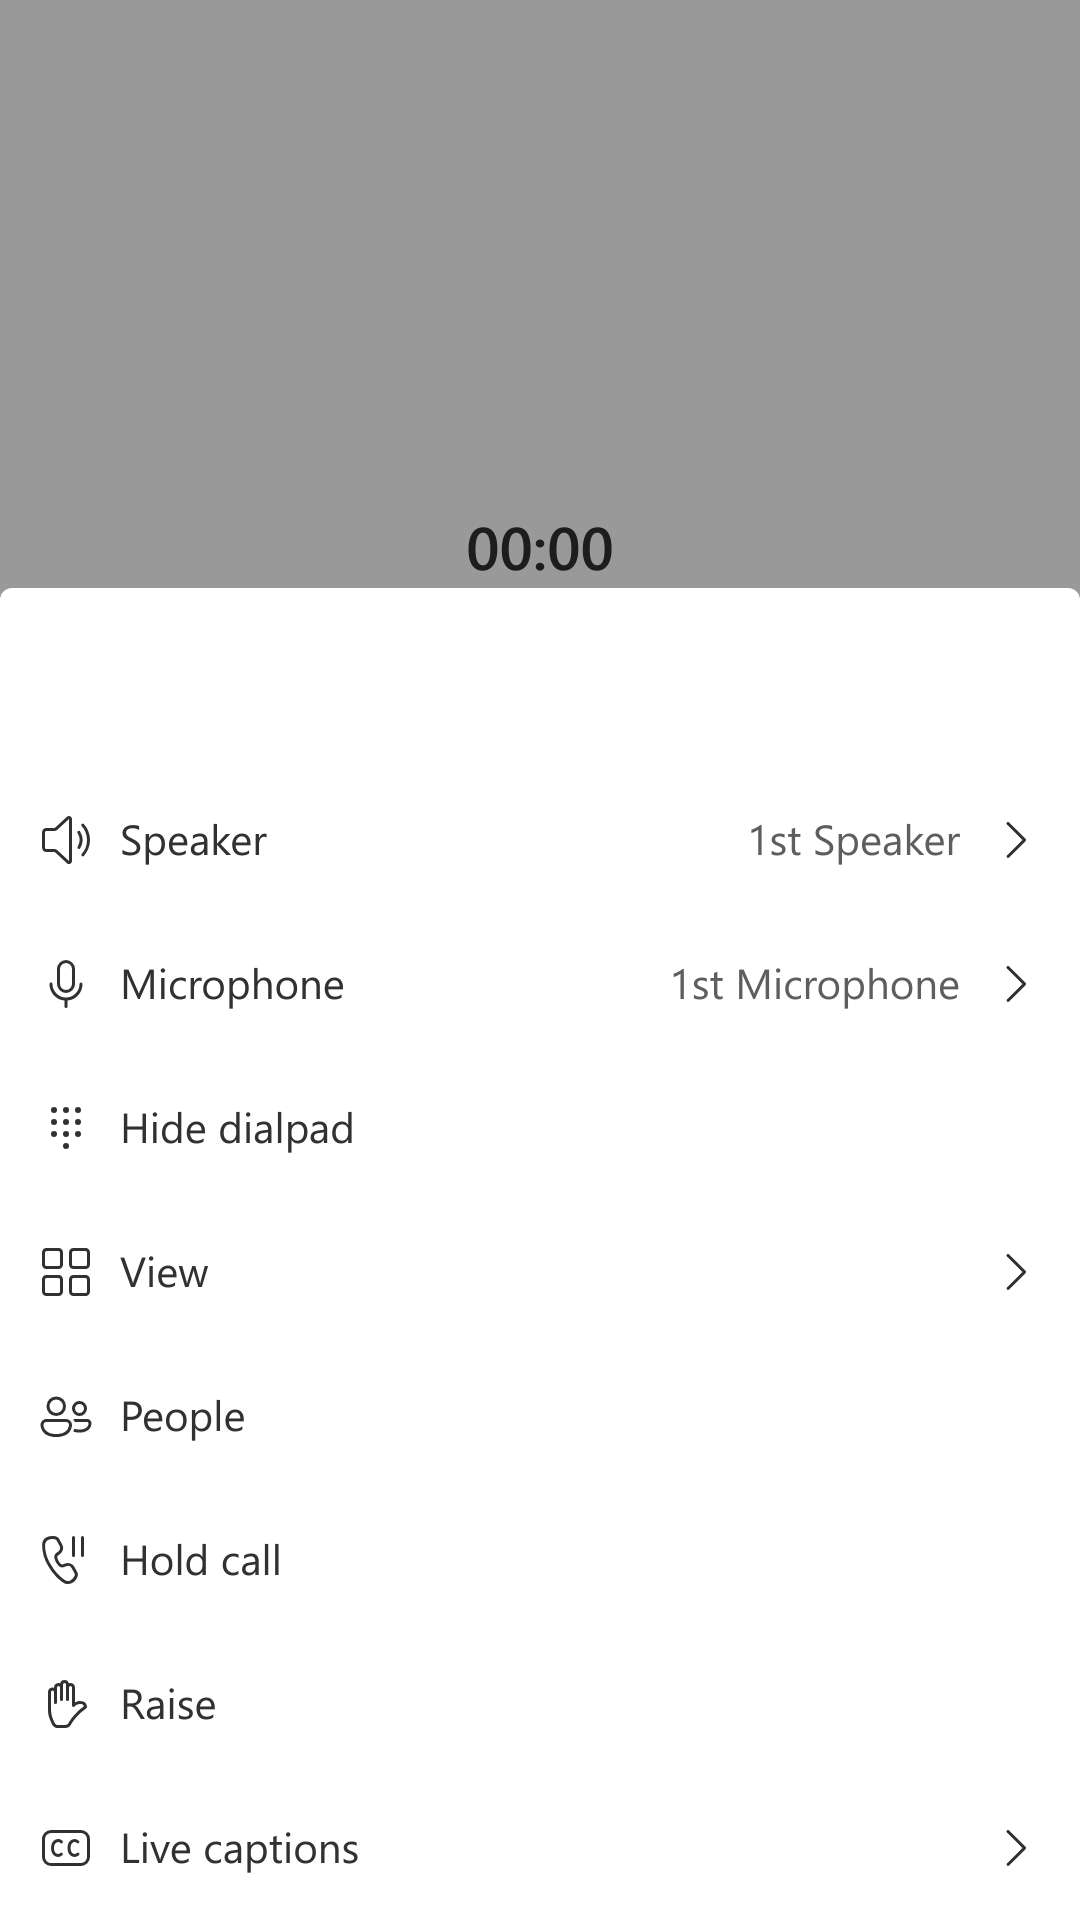 00:00
Speaker 1st Speaker
Microphone 1st Microphone
Hide dialpad
View
People
Hold call
Raise
CC Live captions